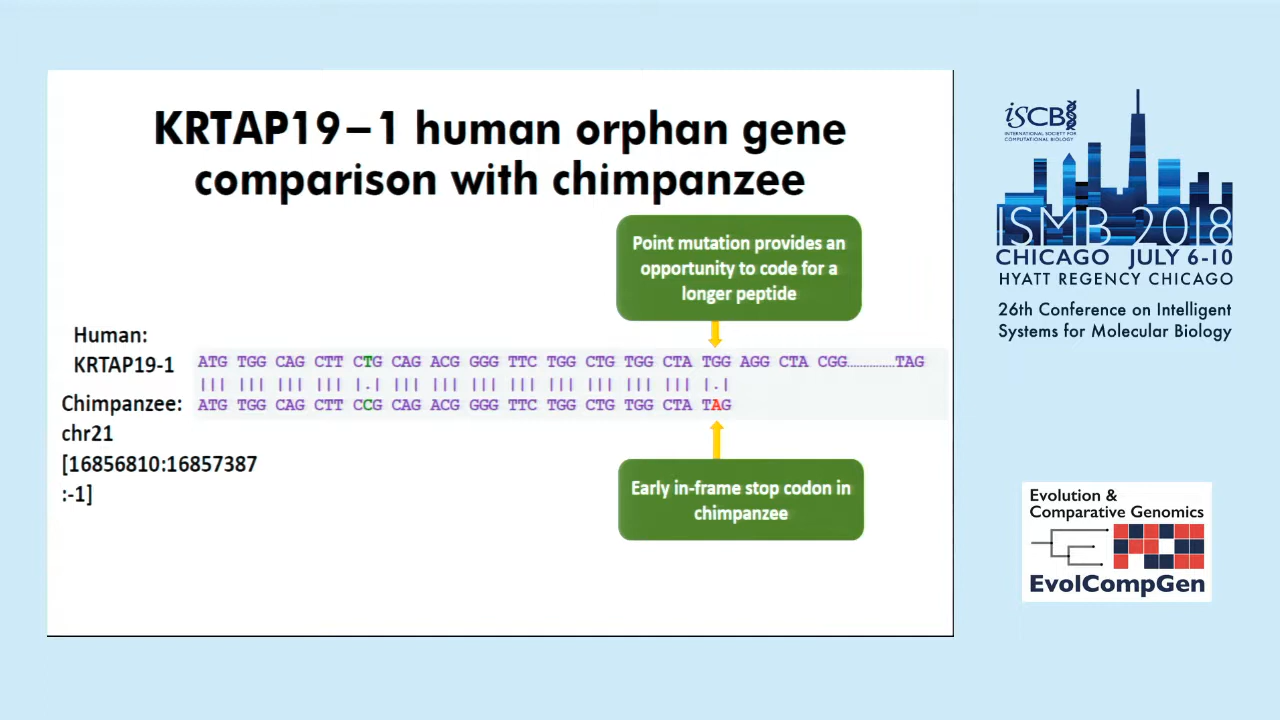 KRTAP19–1 human orphan gene
comparison with chimpanzee
Point mutation provides an
opportunity to code for a
longer peptide
Human:
KRTAP19-1
ATG TGG CAG CTT CTG CAG ACG GGG TTC TGG CTG TGG CTA TGG AGG CTA CGG...............TAG
||| ||| ||| ||| |.| ||| ||| ||| ||| ||| ||| ||| ||| |.|
Chimpanzee:
chr21
[16856810:16857387
:-1]
ATG TGG CAG CTT CCG CAG ACG GGG TTC TGG CTG TGG CTA TAG
Early in-frame stop codon in
chimpanzee
ISCB
INTERNATIONAL SOCIETY FOR
COMPUTATIONAL BIOLOGY
ISMB 2018
CHICAGO JULY 6-10
HYATT REGENCY CHICAGO
26th Conference on Intelligent
Systems for Molecular Biology
Evolution &
Comparative Genomics
EvolCompGen